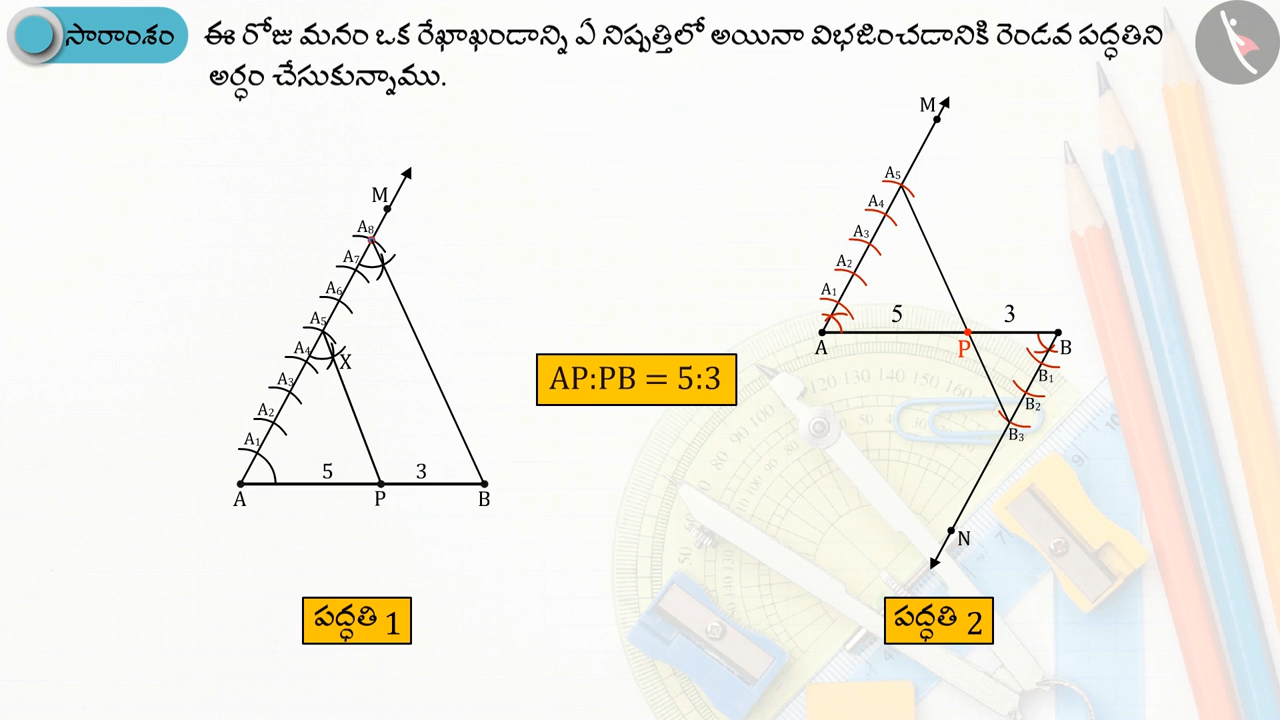 సారాంశం
ఈ రోజు మనం ఒక రేఖాఖండాన్ని ఏ నిష్పత్తిలో అయినా విభజించడానికి రెండవ పద్ధతిని
అర్ధం చేసుకున్నాము.
M
A8
A7
A6
A5
A4
X
A3
A2
A1
5
3
A
P
B
పద్ధతి 1
AP:PB = 5:3
M
A5
A4
A3
A2
A1
5
3
A
P
B
B1
B2
B3
N
పద్ధతి 2